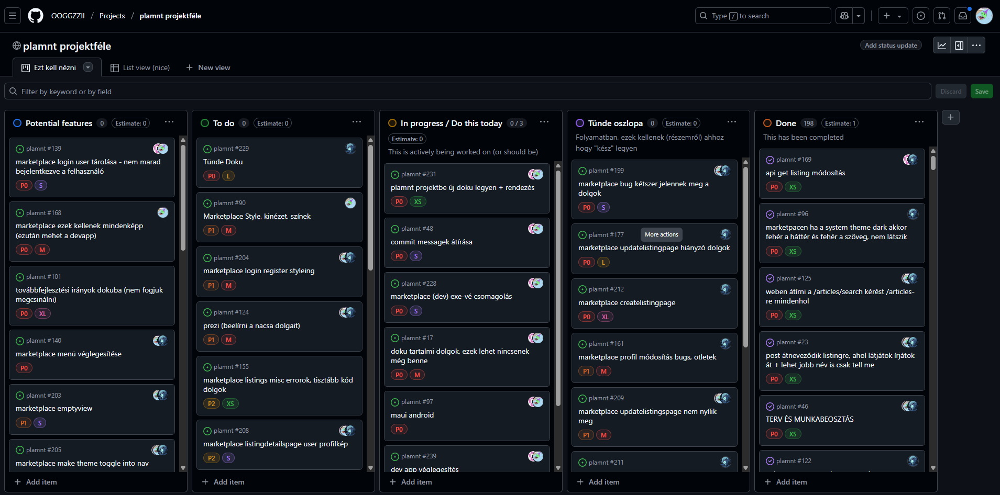 OOGGZZII / Projects / plamnt projektféle
Type / to search
plamnt projektféle
Add status update
Ezt kell nézni
List view (nice)
New view
Filter by keyword or by field
Discard
Save
Potential features 0 Estimate: 0
plamnt #139
marketplace login user tárolása - nem marad
bejelentkezve a felhasználó
P0 S
plamnt #168
marketplace ezek kellenek mindenképp
(ezután mehet a devapp)
P0 M
plamnt #101
továbbfejlesztési irányok dokuba (nem fogjuk
megcsinálni)
P0 XL
plamnt #140
marketplace menü véglegesítése
P0
plamnt #203
marketplace emptyview
P1 S
plamnt #205
marketplace make theme toggle into nav
Add item
To do 0 Estimate: 0
plamnt #229
Tünde Doku
P0 L
plamnt #90
Marketplace Style, kinézet, színek
P1 M
plamnt #204
marketplace login register styleing
P1 M
plamnt #124
prezi (beelírni a nacsa dolgait)
P1 M
plamnt #155
marketplace listings misc errorok, tisztább kód
dolgok
P2 XS
plamnt #208
marketplace listingdetailspage user profilkép
P2 S
Add item
In progress / Do this today 0 / 3
Estimate: 0
This is actively being worked on (or should be)
plamnt #231
plamnt projektbe új doku legyen + rendezés
P0 XS
plamnt #48
commit messagek átírása
P0 S
plamnt #228
marketplace (dev) exe-vé csomagolás
P0 S
plamnt #17
doku tartalmi dolgok, ezek lehet nincsenek
még benne
P0 M
plamnt #97
maui android
P0
plamnt #239
dev app véglegesítés
Add item
Tünde oszlopa 0 Estimate: 0
Folyamatban, ezek kellenek (részemről) ahhoz
hogy "kész" legyen
plamnt #199
marketplace bug kétszer jelennek meg a
dolgok
P0 S
plamnt #177
More actions
marketplace updatelistingpage hiányzó dolgok
P0 L
plamnt #212
marketplace createlistingpage
P0 XL
plamnt #161
marketplace profil módosítás bugs, ötletek
P1 M
plamnt #209
marketplace updatelistingspage nem nyílik
meg
P1 M
plamnt #211
Add item
Done 198 Estimate: 1
This has been completed
plamnt #169
api get listing módosítás
P0 XS
plamnt #96
marketpacen ha a system theme dark akkor
fehér a háttér és fehér a szöveg, nem látszik
P0 XS
plamnt #125
weben átírni a /articles/search kérést /articles-
re mindenhol
P0 XS
plamnt #23
post átneveződik listingre, ahol látjátok írjátok
át + lehet jobb név is csak tell me
P0 XS
plamnt #46
TERV ÉS MUNKABEOSZTÁS
P0 XS
plamnt #122
Add item